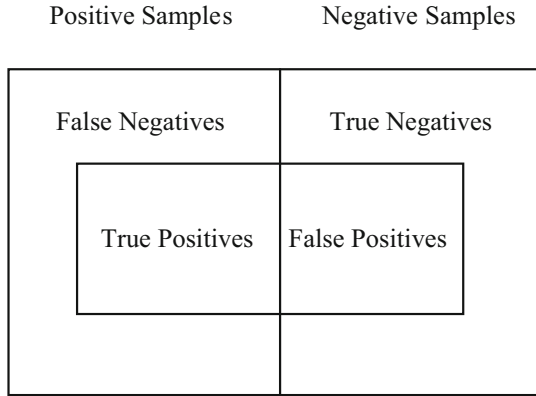 Positive Samples
Negative Samples
False Negatives
True Negatives
True Positives
False Positives